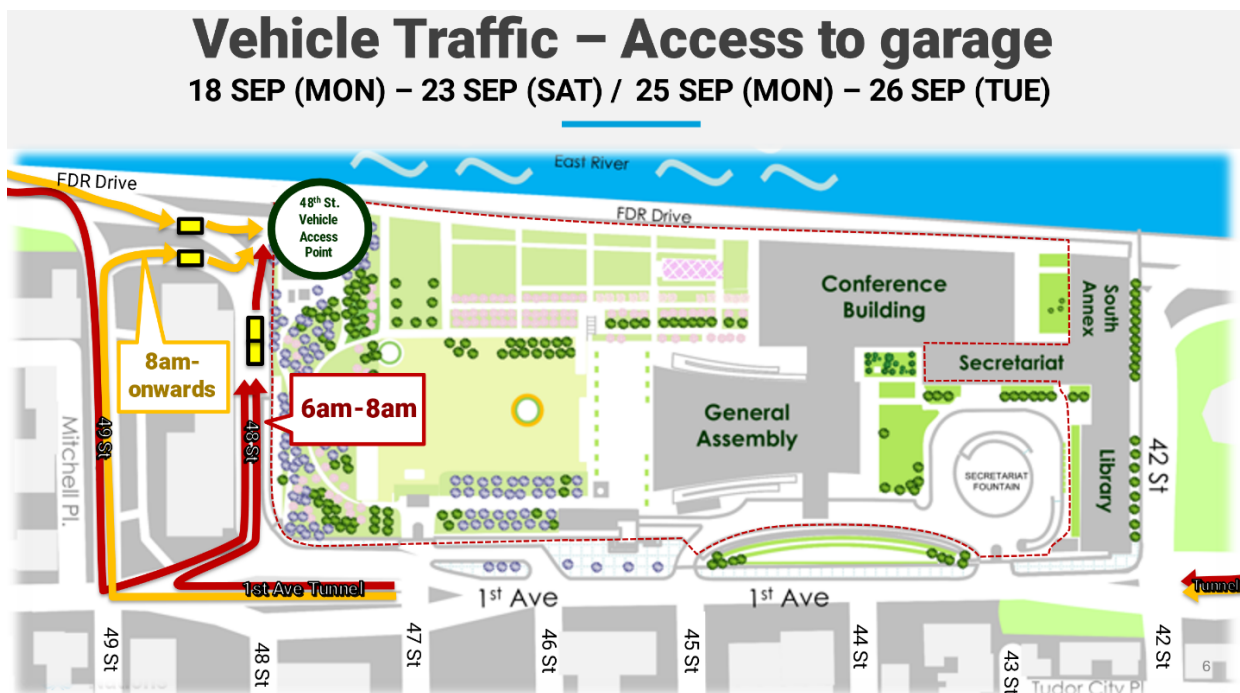 Vehicle Traffic – Access to garage
18 SEP (MON) – 23 SEP (SAT) / 25 SEP (MON) – 26 SEP (TUE)
East River
FDR Drive
FDR Drive
48th St.
Vehicle
Access
Point
Conference
Building
South
Annex
Secretariat
8am-
onwards
6am-8am
General
Assembly
Mitchell Pl.
49 St
48 St
SECRETARIAT
FOUNTAIN
Library
42 St
1st Ave Tunnel
1st Ave
1st Ave
Tunnel
49 St
48 St
47 St
46 St
45 St
44 St
43 St
42 St
6
Tudor City Pl